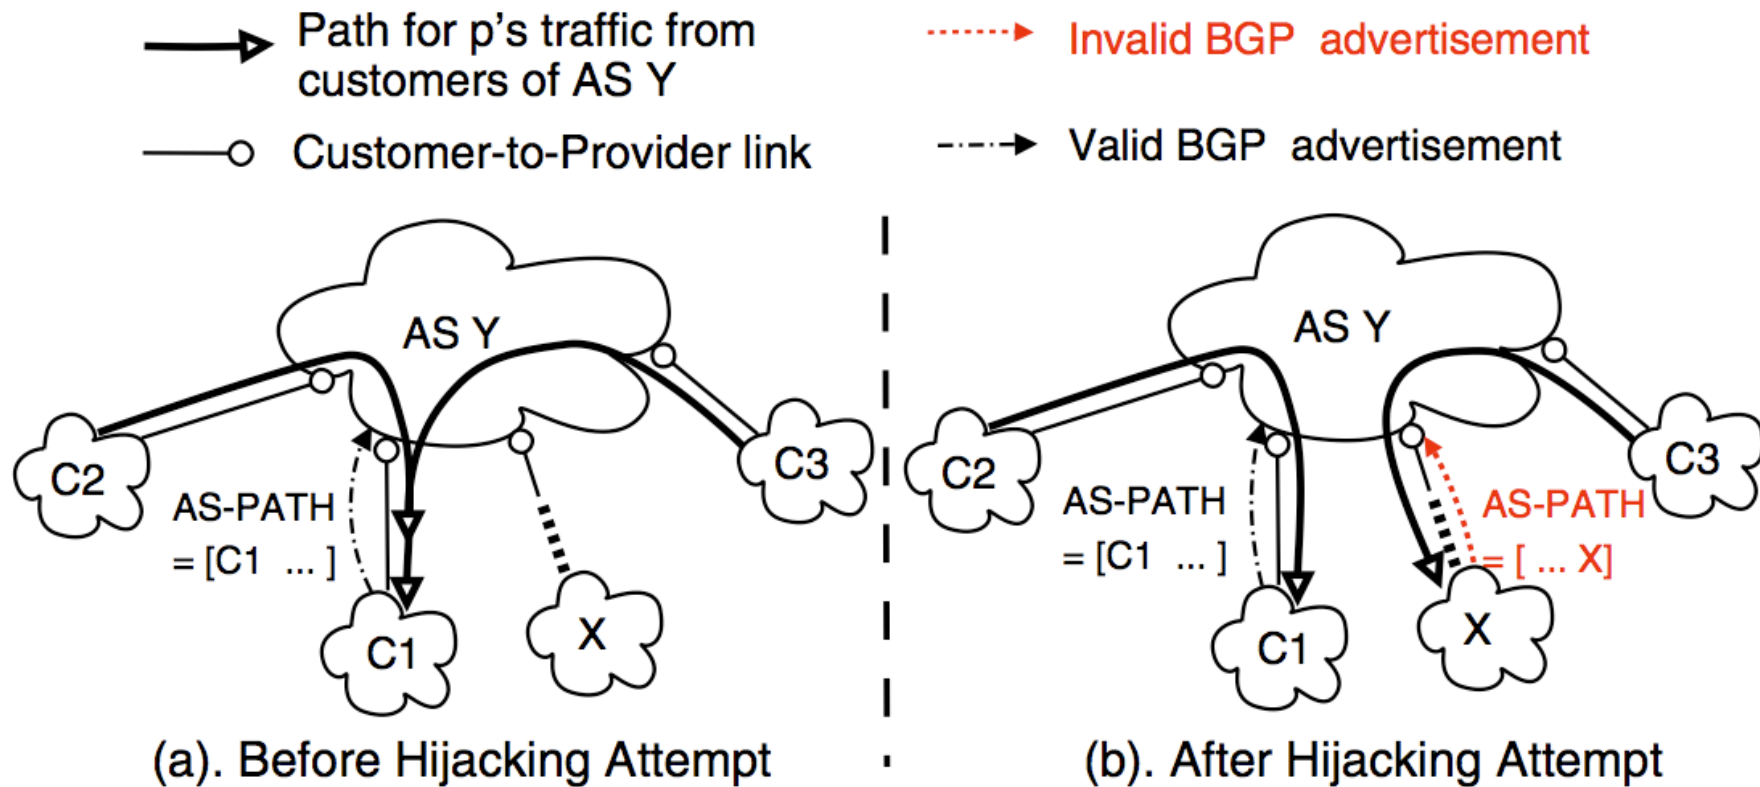 Path for p's traffic from
customers of AS Y
Customer-to-Provider link
Invalid BGP advertisement
Valid BGP advertisement
AS Y
C2
C3
AS-PATH
= [C1 ... ]
C1
X
(a). Before Hijacking Attempt
AS Y
C2
C3
AS-PATH
= [C1 ... ]
AS-PATH
= [ ... X]
C1
X
(b). After Hijacking Attempt